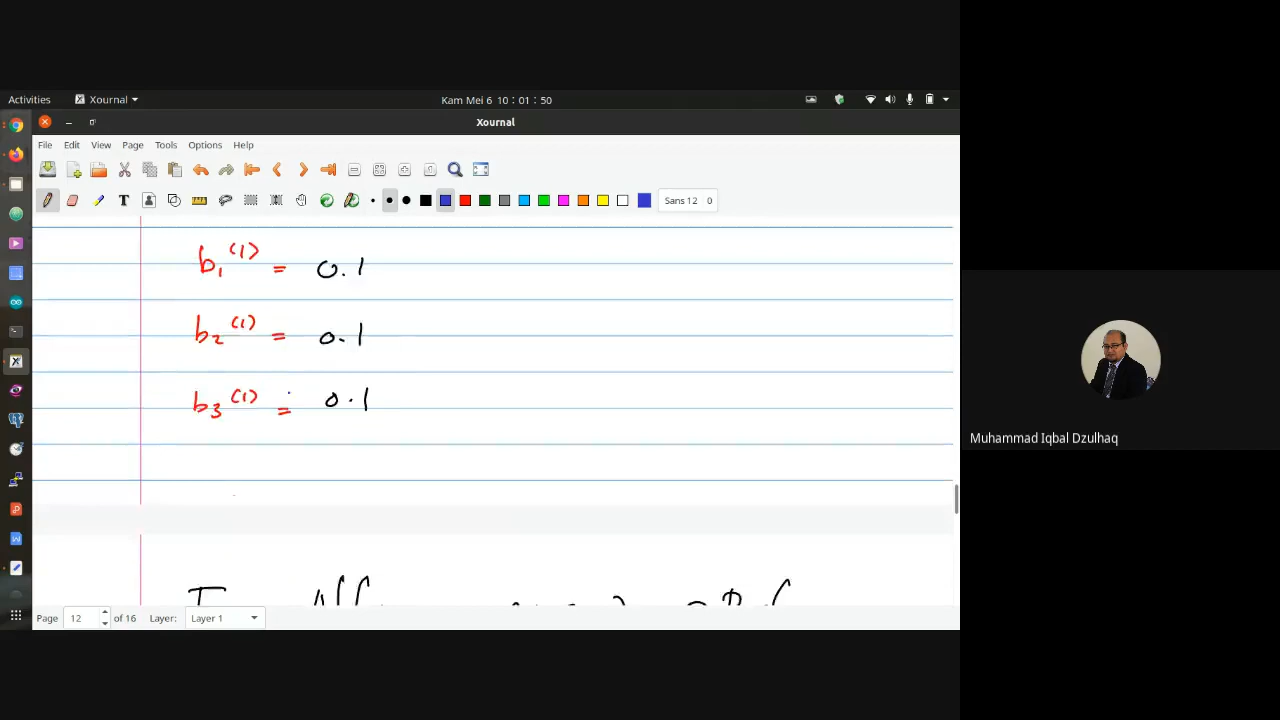 Activities Xournal Kam Mei 6 10 : 01 : 50
Xournal
File Edit View Page Tools Options Help
Sans 12 0
b₁⁽¹⁾ = 0.1
b₂⁽¹⁾ = 0.1
b₃⁽¹⁾ = 0.1
Page 12 of 16 Layer: Layer 1
Muhammad Iqbal Dzulhaq